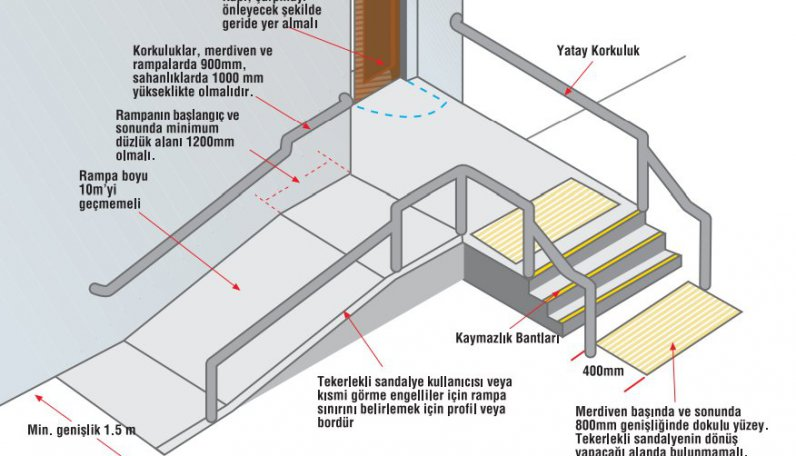 önleyecek şekilde
geride yer almalı
Korkuluklar, merdiven ve
rampalarda 900mm,
sahanlıklarda 1000 mm
yükseklikte olmalıdır.
Rampanın başlangıç ve
sonunda minimum
düzlük alanı 1200mm
olmalı.
Rampa boyu
10m'yi
geçmemeli
Yatay Korkuluk
Kaymazlık Bantları
400mm
Tekerlekli sandalye kullanıcısı veya
kısmi görme engelliler için rampa
sınırını belirlemek için profil veya
bordür
Min. genişlik 1.5 m
Merdiven başında ve sonunda
800mm genişliğinde dokulu yüzey.
Tekerlekli sandalyenin dönüş
yapacağı alanda bulunmamalı.